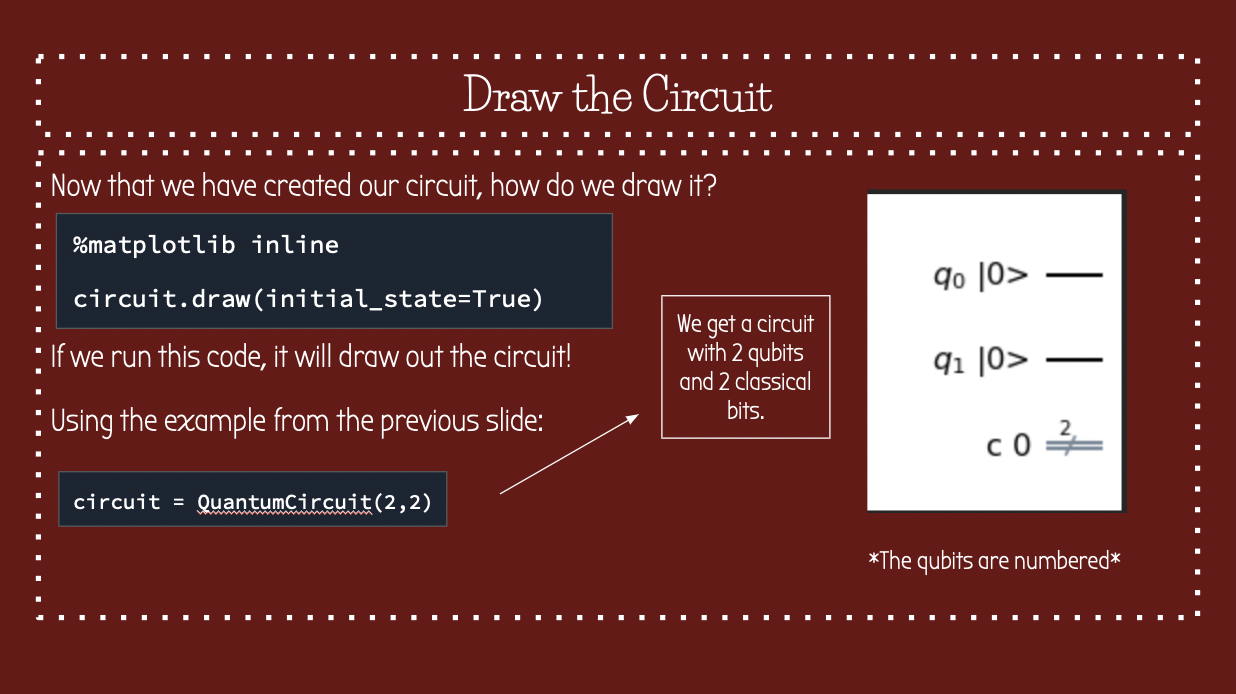 Draw the Circuit
Now that we have created our circuit, how do we draw it?
%matplotlib inline
circuit.draw(initial_state=True)
If we run this code, it will draw out the circuit!
Using the example from the previous slide:
circuit = QuantumCircuit(2,2)
We get a circuit
with 2 qubits
and 2 classical
bits.
q0 |0>
q1 |0>
2
c 0
*The qubits are numbered*